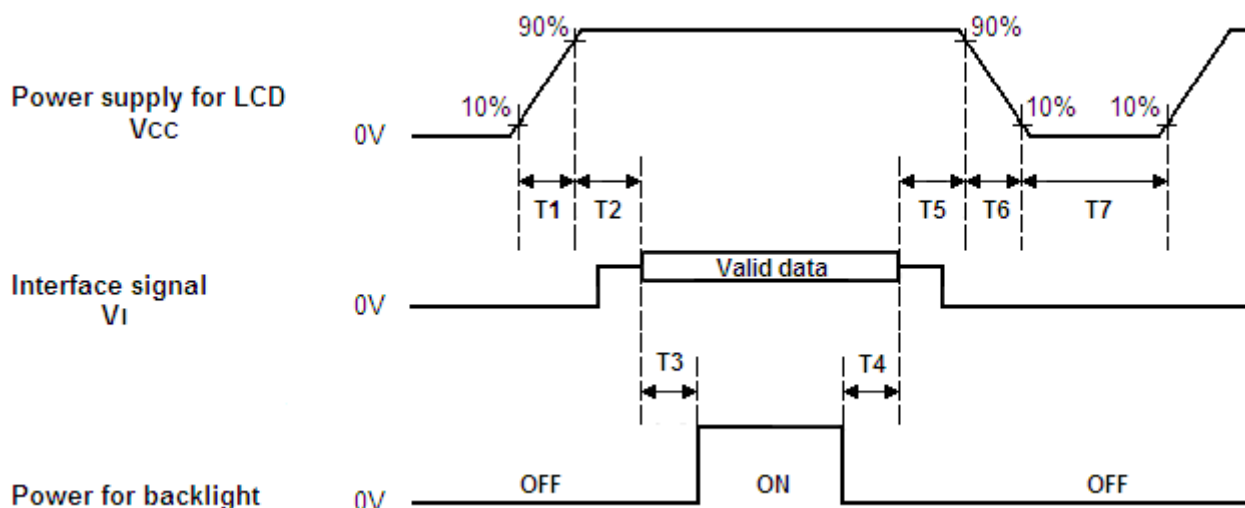 90%
90%
Power supply for LCD
10%
10%
10%
VCC
0V
T1
T2
T5
T6
T7
Valid data
Interface signal
0V
VI
T3
T4
OFF
ON
OFF
Power for backlight
0V